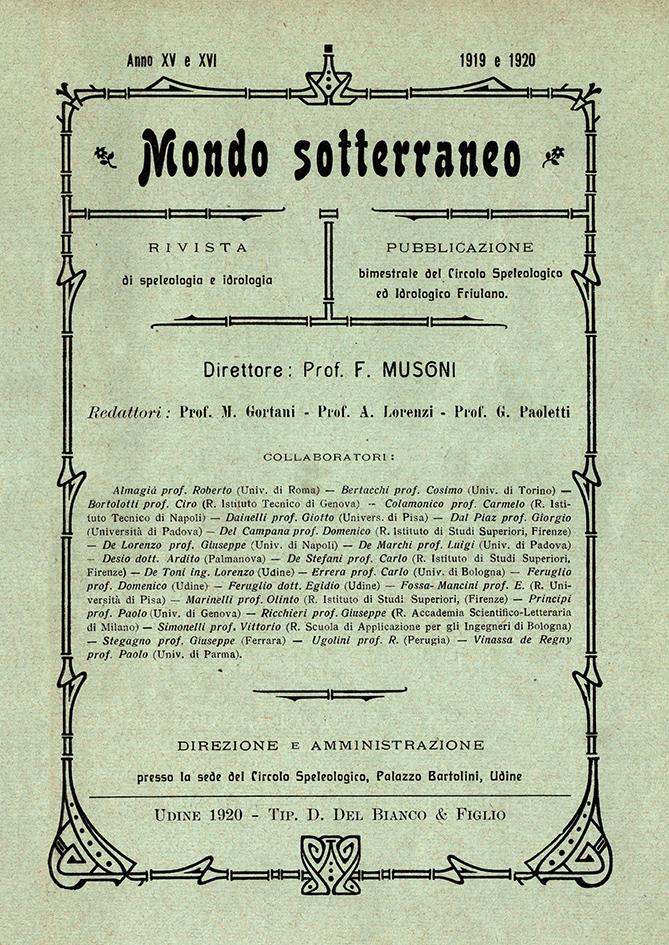 Anno XV e XVI
1919 e 1920
Mondo sotterraneo
RIVISTA
di speleologia e idrologia
PUBBLICAZIONE
bimestrale del Circolo Speleologico
ed Idrologico Friulano.
Direttore: Prof. F. MUSONI
Redattori: Prof. M. Gortani - Prof. A. Lorenzi - Prof. G. Paoletti
COLLABORATORI:
Almagià prof. Roberto (Univ. di Roma) — Bertacchi prof. Cosimo (Univ. di Torino) —
Bortolotti prof. Ciro (R. Istituto Tecnico di Genova) -- Colamonico prof. Carmelo (R. Isti-
tuto Tecnico di Napoli) — Dainelli prof. Giotto (Univers. di Pisa) — Dal Piaz prof. Giorgio
(Università di Padova) — Del Campana prof. Domenico (R. Istituto di Studi Superiori, Firenze)
— De Lorenzo prof. Giuseppe (Univ. di Napoli) — De Marchi prof. Luigi (Univ. di Padova)
— Desio dott. Ardito (Palmanova) — De Stefani prof. Carlo (R. Istituto di Studi Superiori,
Firenze) — De Toni ing. Lorenzo (Udine) — Errera prof. Carlo (Univ. di Bologna) — Feruglio
prof. Domenico (Udine) — Feruglio dott. Egidio (Udine) — Fossa-Mancini prof. E. (R. Uni-
versità di Pisa) — Marinelli prof. Olinto (R. Istituto di Studi Superiori, (Firenze) — Principi
prof. Paolo (Univ. di Genova) — Ricchieri prof. Giuseppe (R. Accademia Scientifico-Letteraria
di Milano) — Simonelli prof. Vittorio (R. Scuola di Applicazione per gli Ingegneri di Bologna)
— Stegagno prof. Giuseppe (Ferrara) — Ugolini prof. R. (Perugia) — Vinassa de Regny
prof. Paolo (Univ. di Parma).
DIREZIONE E AMMINISTRAZIONE
presso la sede del Circolo Speleologico, Palazzo Bartolini, Udine
UDINE 1920 - TIP. D. DEL BIANCO & FIGLIO